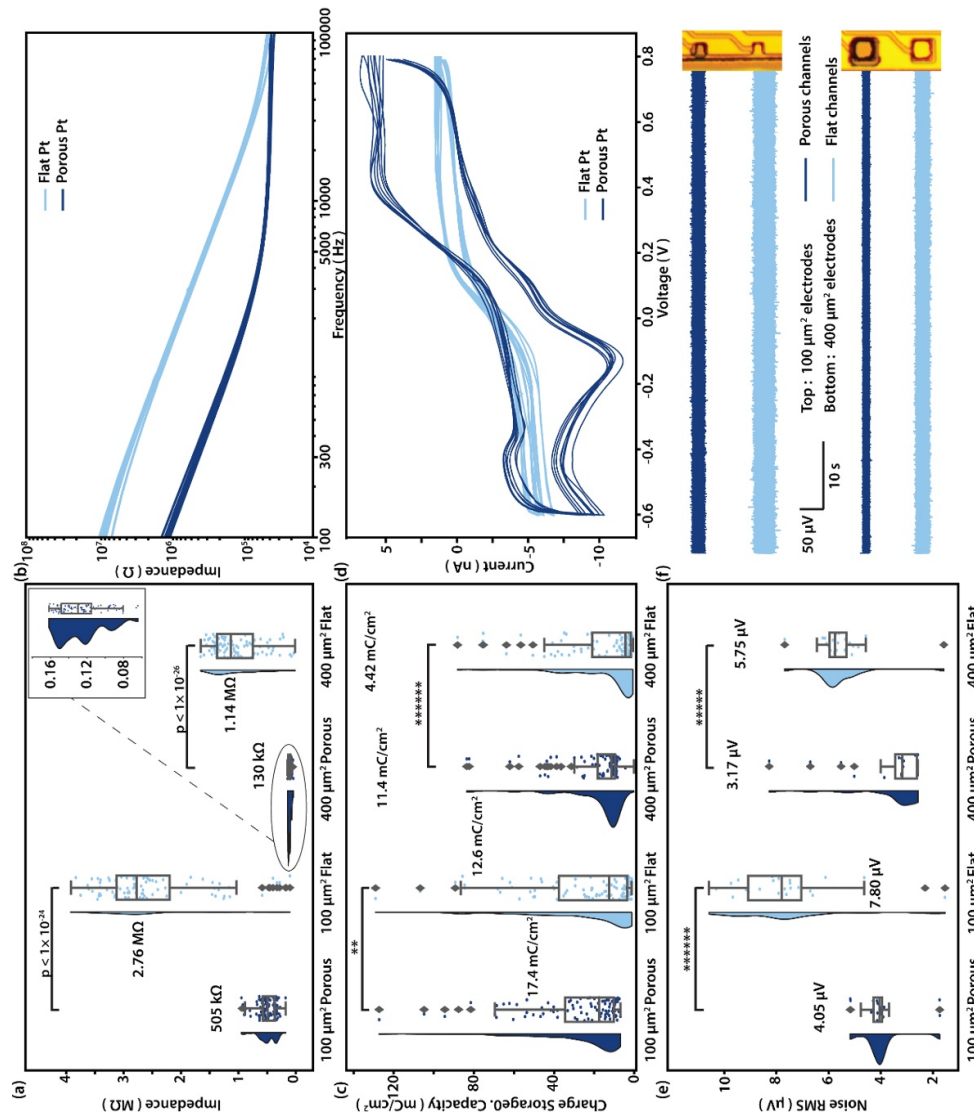 (a)
Impedance ( MΩ )
4
3
2
1
0
p < 1× 10⁻²⁴
p < 1× 10⁻²⁶
505 kΩ
2.76 MΩ
130 kΩ
1.14 MΩ
0.16
0.12
0.08
100 μm² Porous
100 μm² Flat
400 μm² Porous
400 μm² Flat
(b)
Impedance ( Ω )
10⁸
10⁷
10⁶
10⁵
10⁴
Flat Pt
Porous Pt
100
300
5000
10000
100000
Frequency ( Hz )
(c)
Charge Storage0. Capacity ( mC/cm² )
120
80
40
0
**
******
17.4 mC/cm²
12.6 mC/cm²
11.4 mC/cm²
4.42 mC/cm²
100 μm² Porous
100 μm² Flat
400 μm² Porous
400 μm² Flat
(d)
Current ( nA )
5
0
-5
-10
Flat Pt
Porous Pt
-0.6
-0.4
-0.2
0.0
0.2
0.4
0.6
0.8
Voltage ( V )
(e)
Noise RMS ( μV )
10
8
6
4
2
******
*****
4.05 μV
7.80 μV
3.17 μV
5.75 μV
100 μm² Porous
100 μm² Flat
400 μm² Porous
400 μm² Flat
(f)
50 μV
10 s
Top : 100 μm² electrodes
Bottom : 400 μm² electrodes
Porous channels
Flat channels